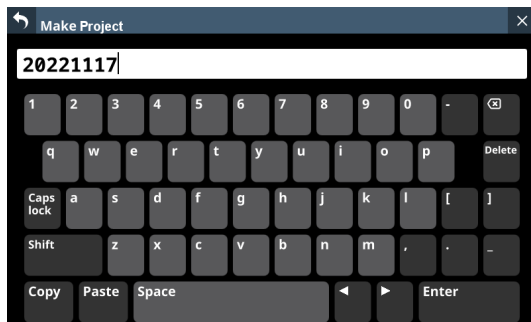 Make Project
20221117
1 2 3 4 5 6 7 8 9 0 -
q w e r t y u i o p Delete
Caps lock a s d f g h j k l [ ]
Shift z x c v b n m , . _
Copy Paste Space Enter